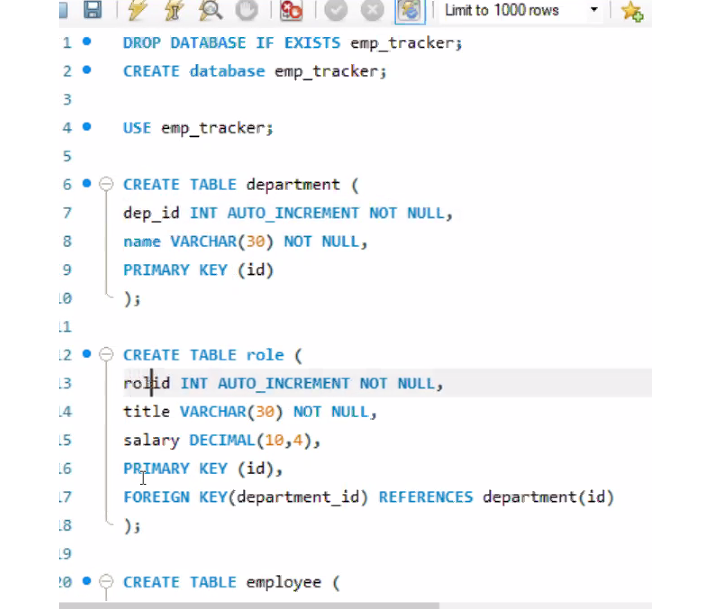 Limit to 1000 rows
1 DROP DATABASE IF EXISTS emp_tracker;
2 CREATE database emp_tracker;
3
4 USE emp_tracker;
5
6 CREATE TABLE department (
7 dep_id INT AUTO_INCREMENT NOT NULL,
8 name VARCHAR(30) NOT NULL,
9 PRIMARY KEY (id)
10 );
11
12 CREATE TABLE role (
13 rolid INT AUTO_INCREMENT NOT NULL,
14 title VARCHAR(30) NOT NULL,
15 salary DECIMAL(10,4),
16 PRIMARY KEY (id),
17 FOREIGN KEY(department_id) REFERENCES department(id)
18 );
19
20 CREATE TABLE employee (